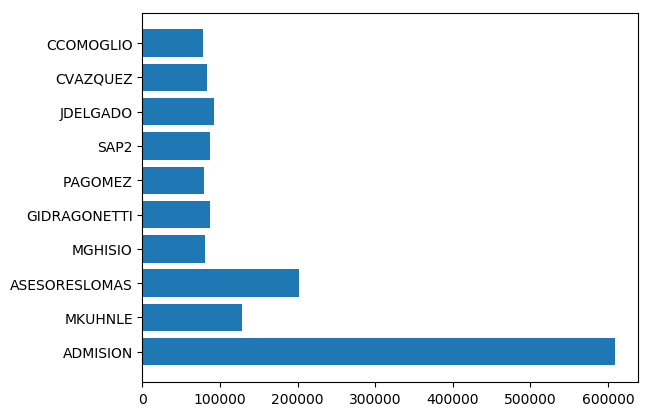 CCOMOGLIO
CVAZQUEZ
JDELGADO
SAP2
PAGOMEZ
GIDRAGONETTI
MGHISIO
ASESORESLOMAS
MKUHNLE
ADMISION
0 100000 200000 300000 400000 500000 600000